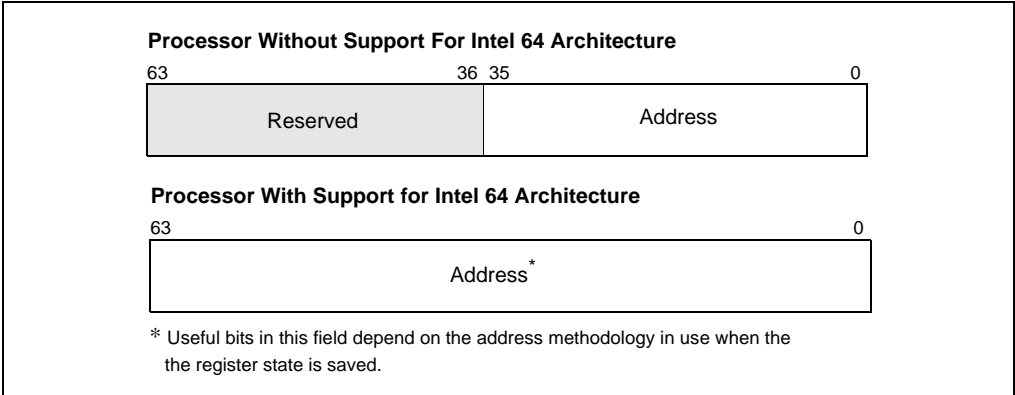 Processor Without Support For Intel 64 Architecture
63 36 35 0
Reserved Address
Processor With Support for Intel 64 Architecture
63 0
Address*
* Useful bits in this field depend on the address methodology in use when the
the register state is saved.